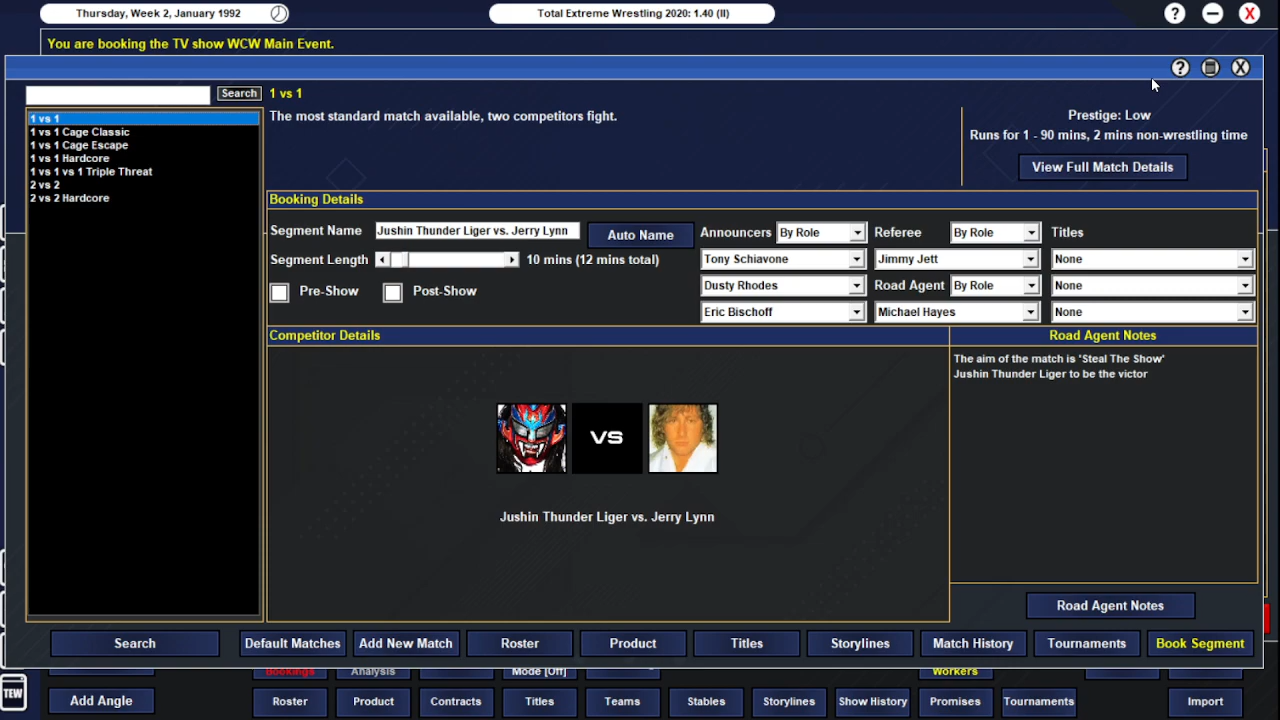 Thursday, Week 2, January 1992
Total Extreme Wrestling 2020: 1.40 (II)
? X
You are booking the TV show WCW Main Event.
? X
Search
1 vs 1
1 vs 1
1 vs 1 Cage Classic
1 vs 1 Cage Escape
1 vs 1 Hardcore
1 vs 1 vs 1 Triple Threat
2 vs 2
2 vs 2 Hardcore
The most standard match available, two competitors fight.
Prestige: Low
Runs for 1 - 90 mins, 2 mins non-wrestling time
View Full Match Details
Booking Details
Segment Name Jushin Thunder Liger vs. Jerry Lynn Auto Name Announcers By Role Referee By Role Titles
Segment Length 10 mins (12 mins total) Tony Schiavone Jimmy Jett None
Pre-Show Post-Show Dusty Rhodes Road Agent By Role None
Eric Bischoff Michael Hayes None
Competitor Details
Road Agent Notes
The aim of the match is 'Steal The Show'
Jushin Thunder Liger to be the victor
VS
Jushin Thunder Liger vs. Jerry Lynn
Road Agent Notes
Search Default Matches Add New Match Roster Product Titles Storylines Match History Tournaments Book Segment
Bookings Analysis Mode [Off] Workers
TEW Add Angle Roster Product Contracts Titles Teams Stables Storylines Show History Promises Tournaments Import